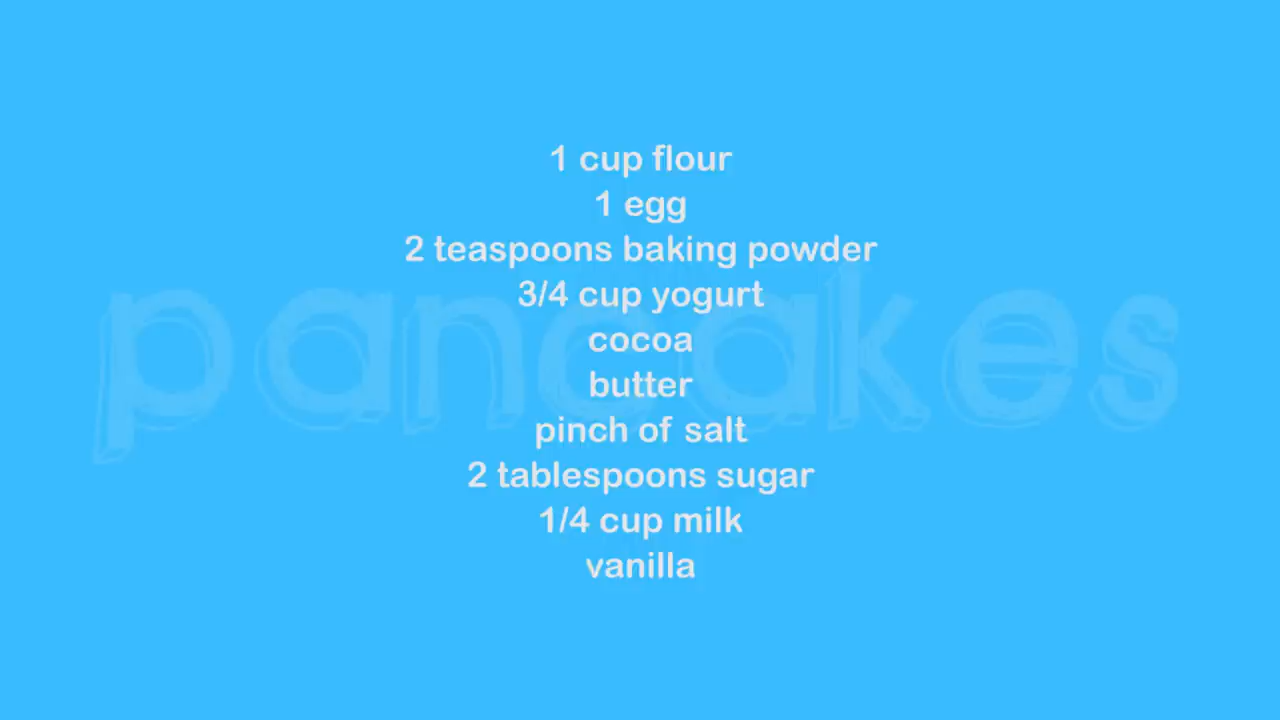 pancakes
1 cup flour
1 egg
2 teaspoons baking powder
3/4 cup yogurt
cocoa
butter
pinch of salt
2 tablespoons sugar
1/4 cup milk
vanilla